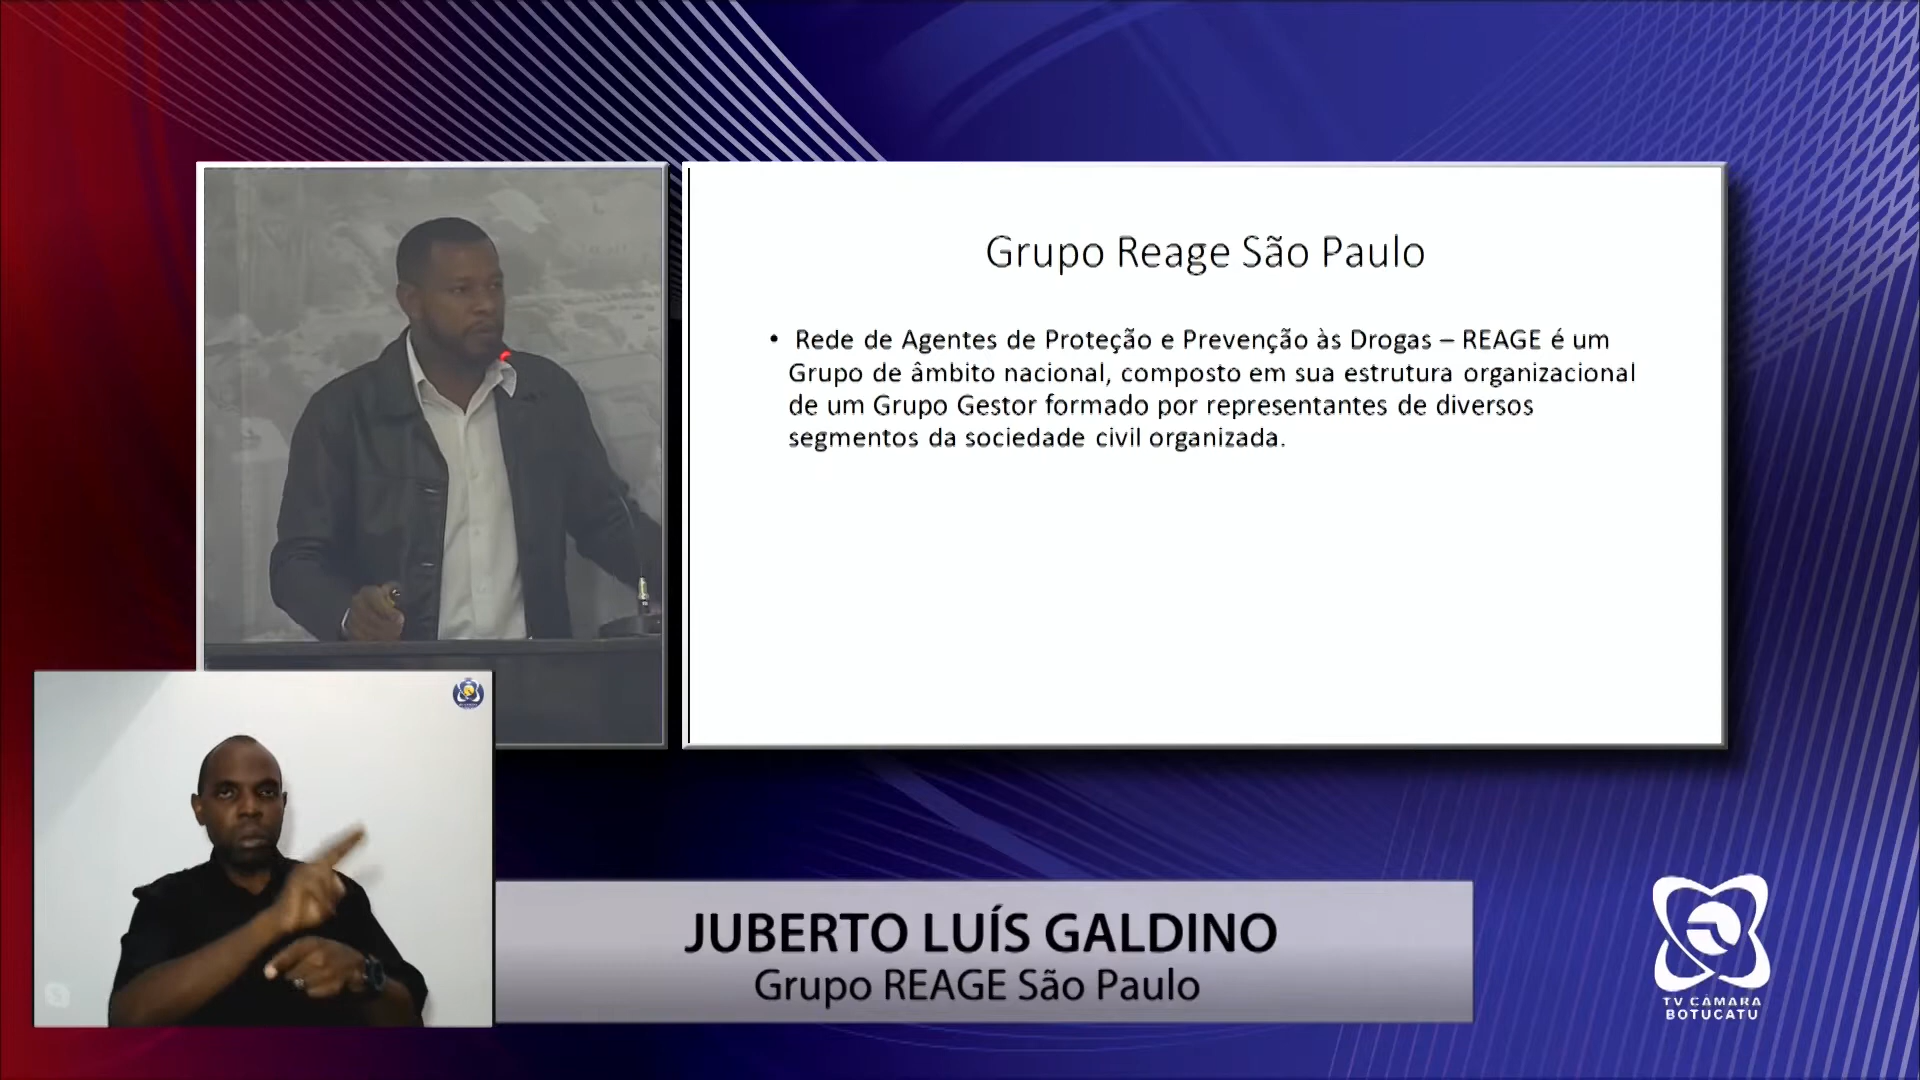 Grupo Reage São Paulo
• Rede de Agentes de Proteção e Prevenção às Drogas – REAGE é um
Grupo de âmbito nacional, composto em sua estrutura organizacional
de um Grupo Gestor formado por representantes de diversos
segmentos da sociedade civil organizada.
JUBERTO LUÍS GALDINO
Grupo REAGE São Paulo
TV CÂMARA
BOTUCATU